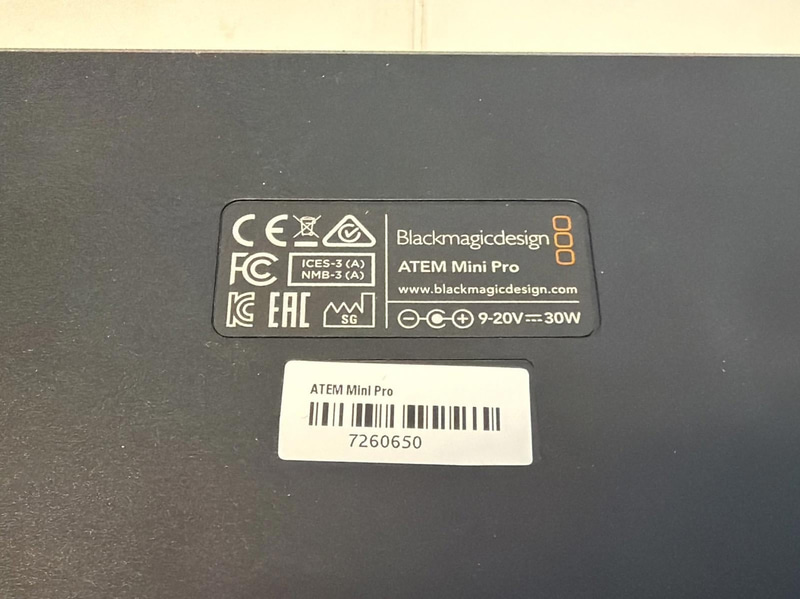 CE
FC
ICES-3 (A)
NMB-3 (A)
EAC
SG
Blackmagicdesign
ATEM Mini Pro
www.blackmagicdesign.com
9-20V⎓30W
ATEM Mini Pro
7260650